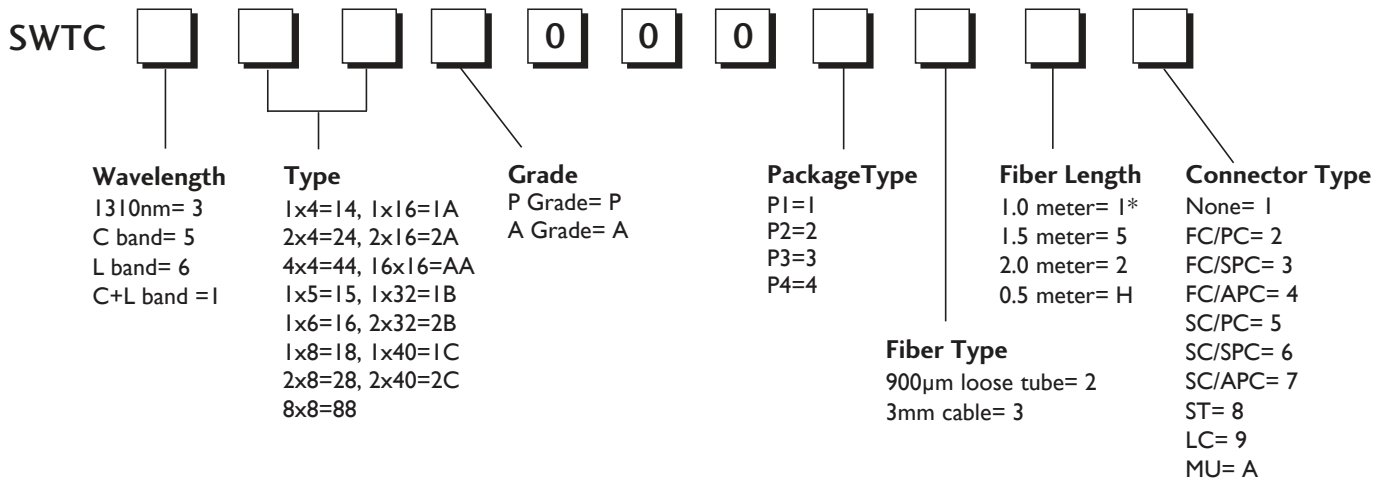 SWTC 0 0 0
Wavelength
1310nm= 3
C band= 5
L band= 6
C+L band =1
Type
1x4=14, 1x16=1A
2x4=24, 2x16=2A
4x4=44, 16x16=AA
1x5=15, 1x32=1B
1x6=16, 2x32=2B
1x8=18, 1x40=1C
2x8=28, 2x40=2C
8x8=88
Grade
P Grade= P
A Grade= A
PackageType
P1=1
P2=2
P3=3
P4=4
Fiber Type
900µm loose tube= 2
3mm cable= 3
Fiber Length
1.0 meter= 1*
1.5 meter= 5
2.0 meter= 2
0.5 meter= H
Connector Type
None= 1
FC/PC= 2
FC/SPC= 3
FC/APC= 4
SC/PC= 5
SC/SPC= 6
SC/APC= 7
ST= 8
LC= 9
MU= A